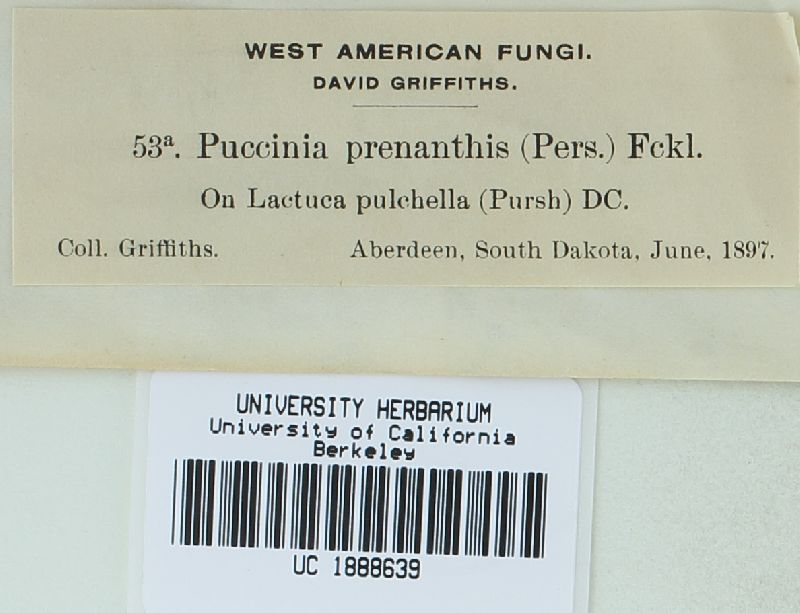 WEST AMERICAN FUNGI.
DAVID GRIFFITHS.
53ª. Puccinia prenanthis (Pers.) Fckl.
On Lactuca pulchella (Pursh) DC.
Coll. Griffiths. Aberdeen, South Dakota, June, 1897.
UNIVERSITY HERBARIUM
University of California
Berkeley
UC 1888639